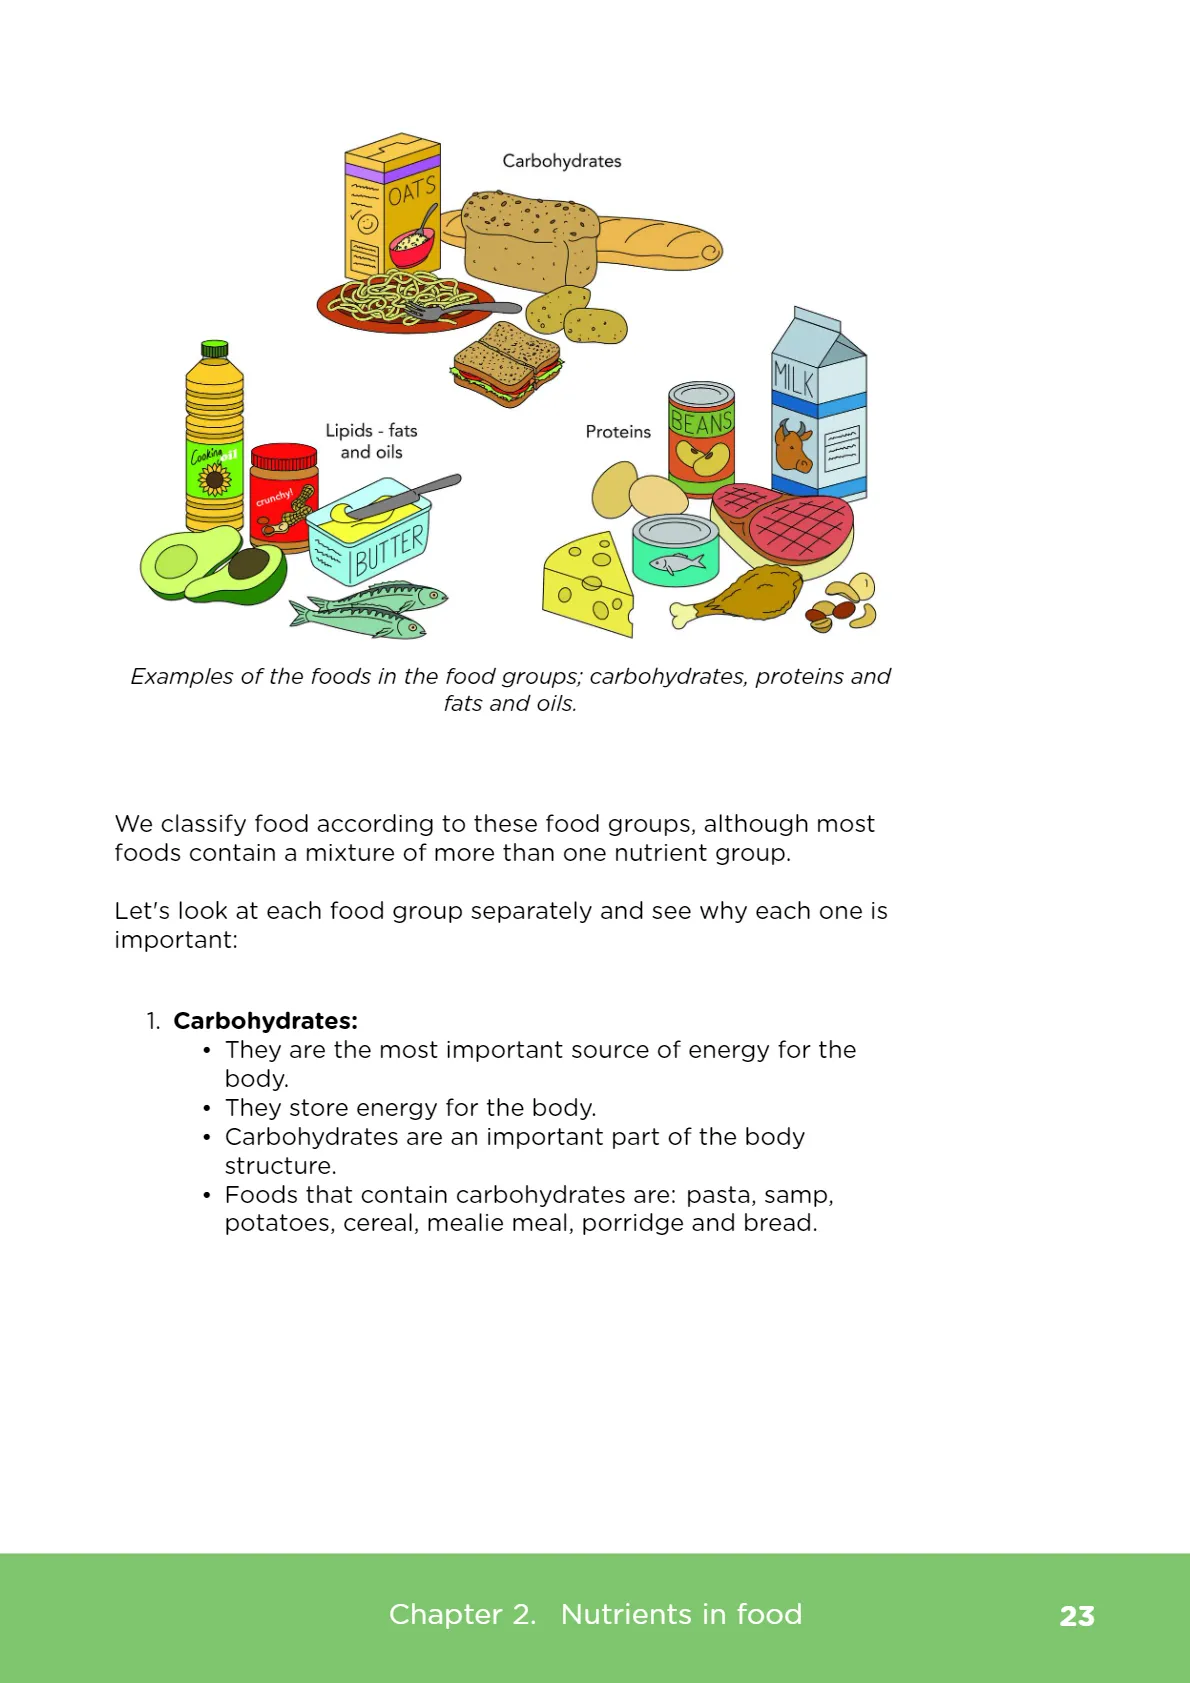 Carbohydrates
OATS
MILK
BEANS
Lipids - fats
and oils
Proteins
Cooking oil
crunchy!
BUTTER
Examples of the foods in the food groups; carbohydrates, proteins and
fats and oils.
We classify food according to these food groups, although most
foods contain a mixture of more than one nutrient group.
Let's look at each food group separately and see why each one is
important:
1. Carbohydrates:
• They are the most important source of energy for the
body.
• They store energy for the body.
• Carbohydrates are an important part of the body
structure.
• Foods that contain carbohydrates are: pasta, samp,
potatoes, cereal, mealie meal, porridge and bread.
Chapter 2. Nutrients in food
23